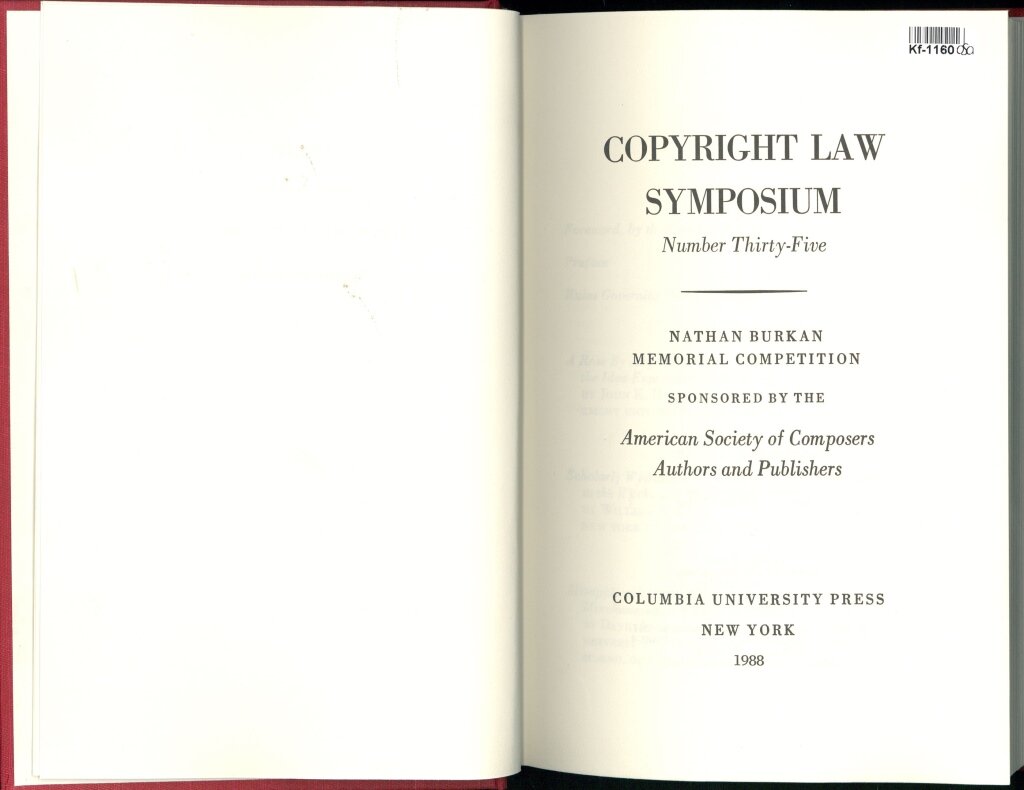 Kf-1160
COPYRIGHT LAW
SYMPOSIUM
Number Thirty-Five
NATHAN BURKAN
MEMORIAL COMPETITION
SPONSORED BY THE
American Society of Composers
Authors and Publishers
COLUMBIA UNIVERSITY PRESS
NEW YORK
1988